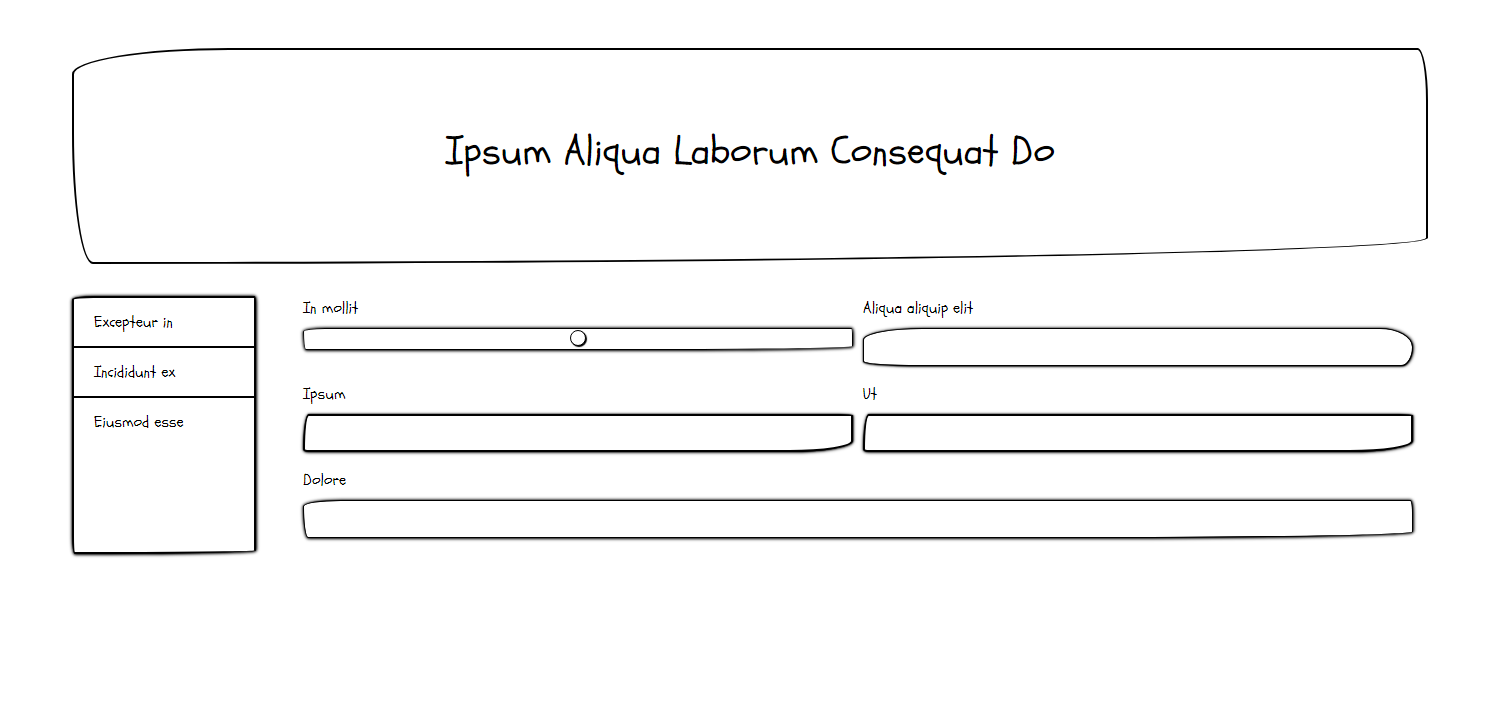 Ipsum Aliqua Laborum Consequat Do
Excepteur in
Incididunt ex
Eiusmod esse
In mollit
Aliqua aliquip elit
Ipsum
Ut
Dolore